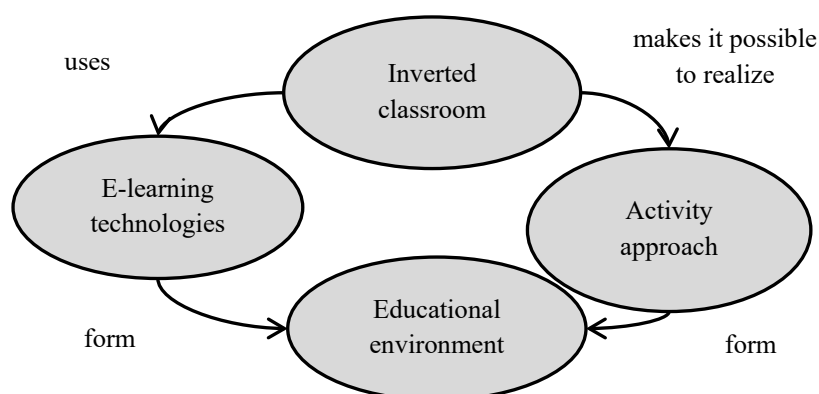 uses
Inverted
classroom
makes it possible
to realize
E-learning
technologies
Activity
approach
form
Educational
environment
form